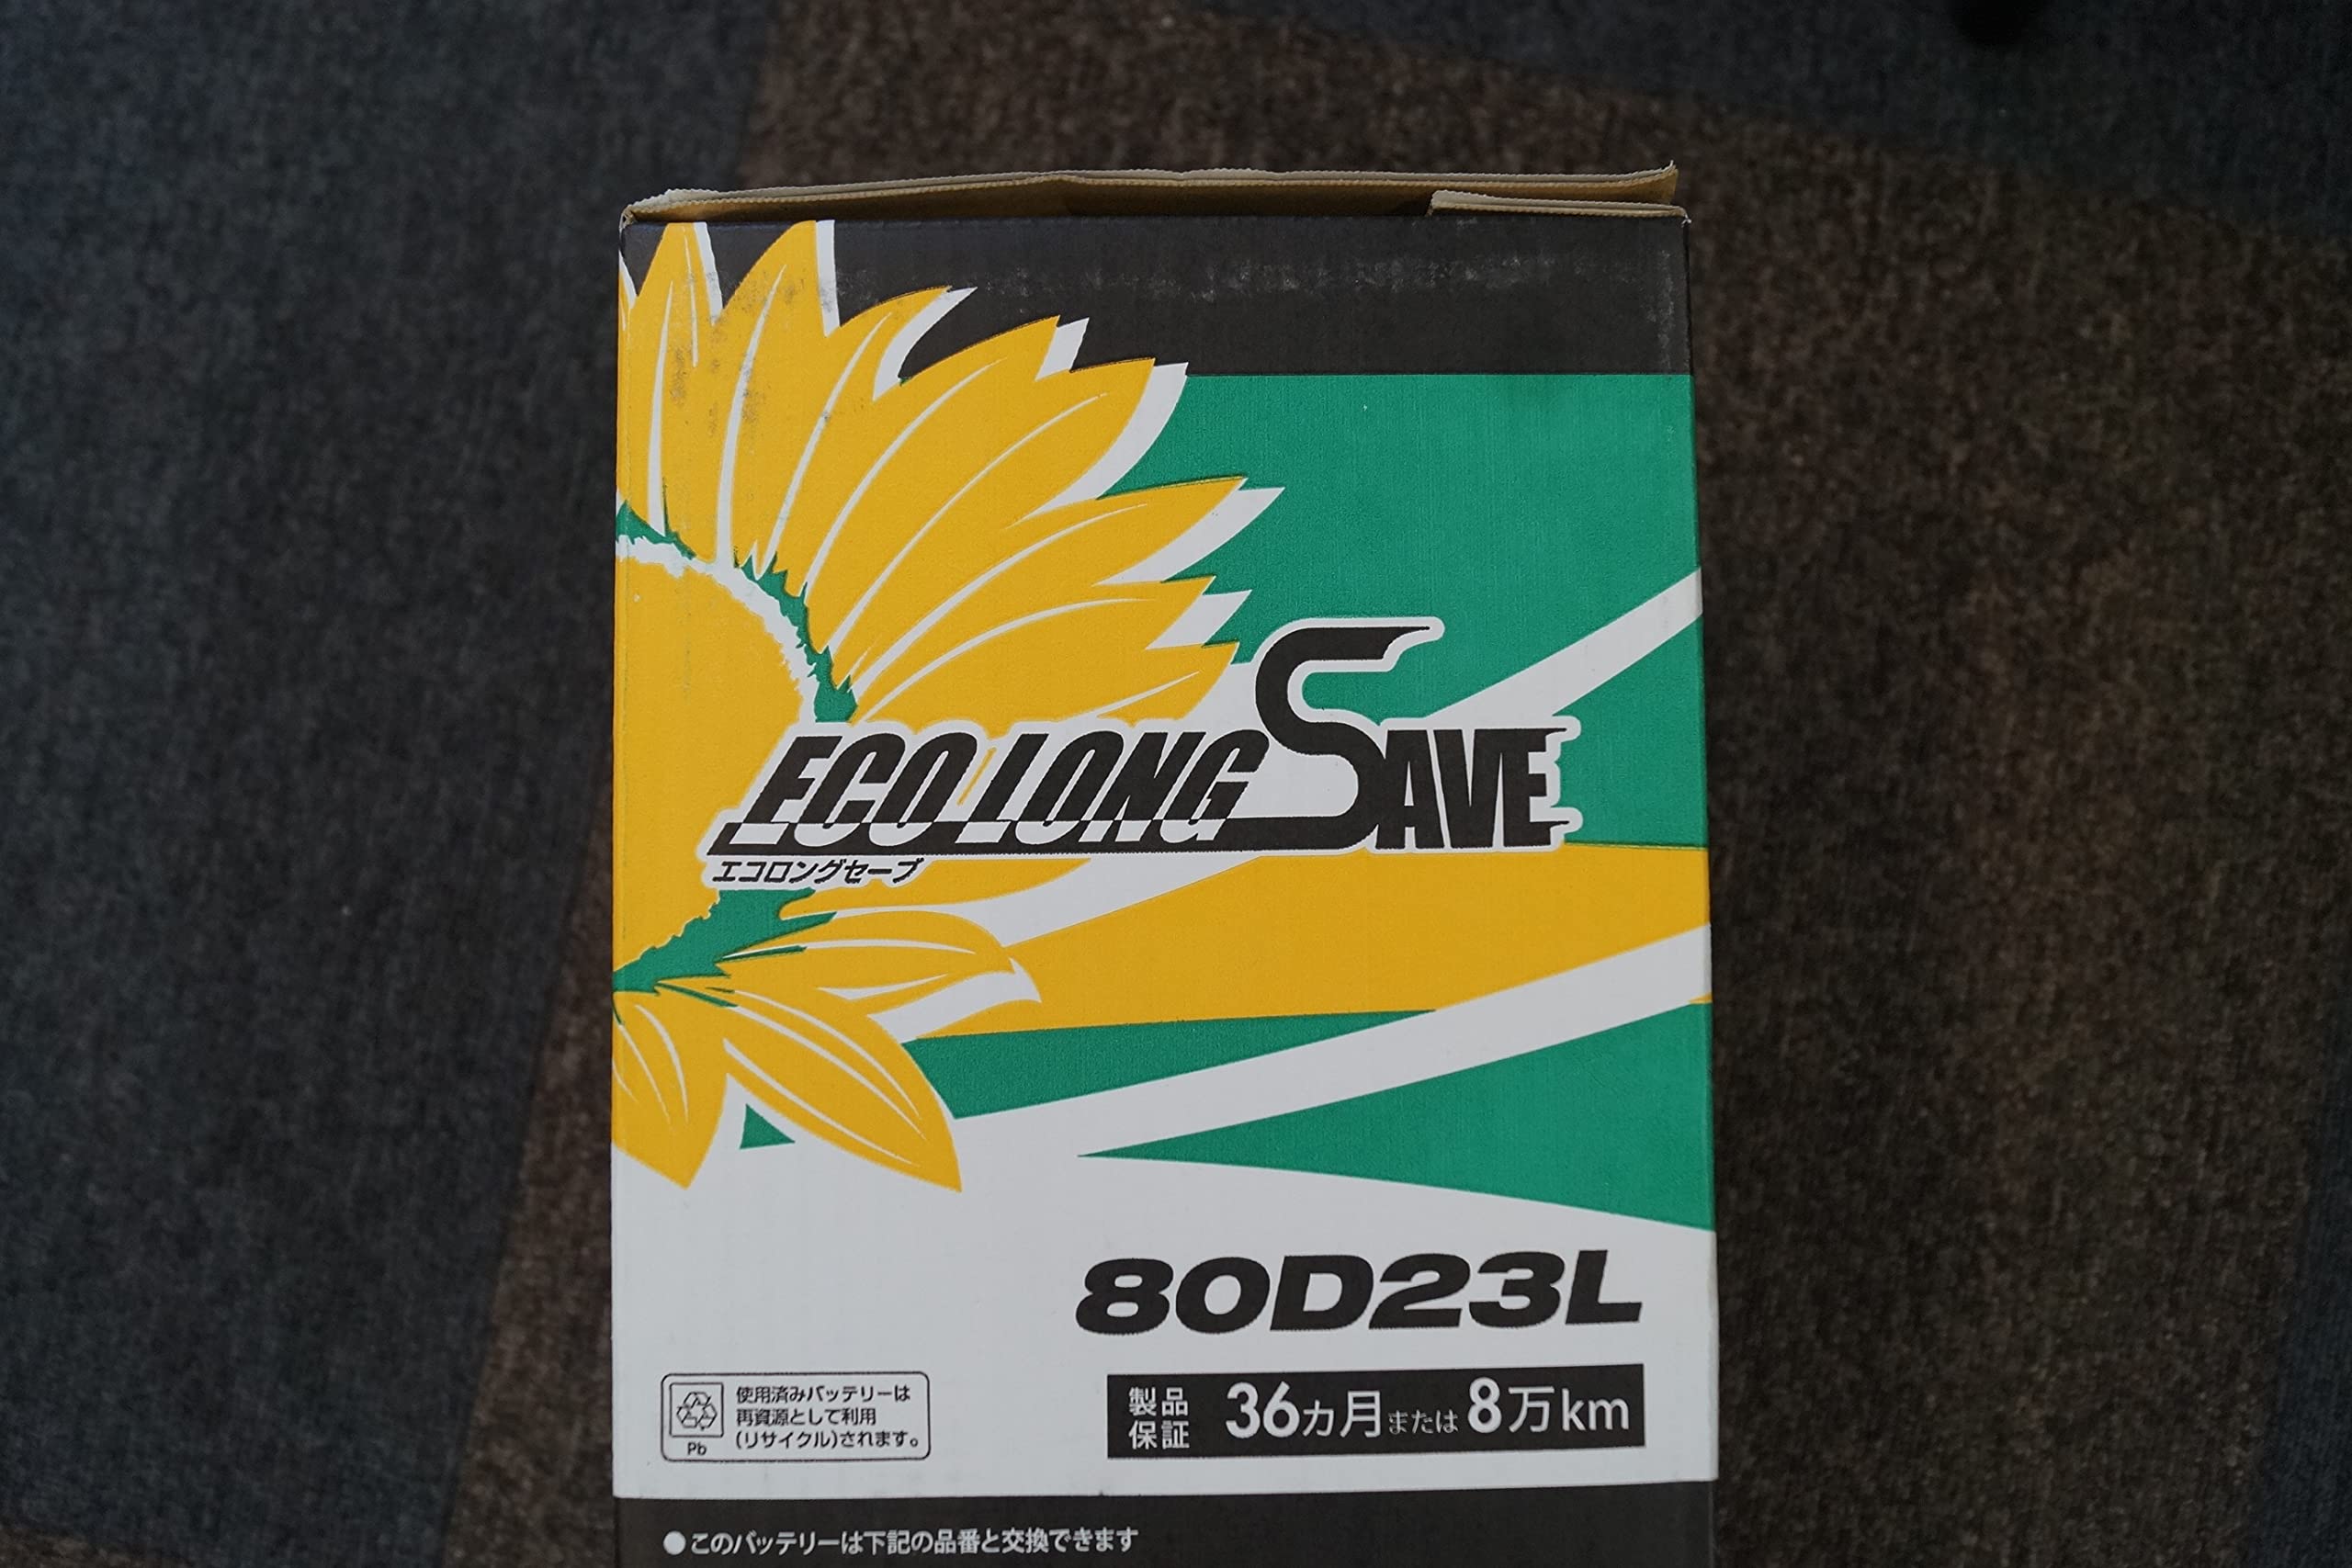 ECO LONG SAVE
エコロングセーブ
80D23L
使用済みバッテリーは
再資源として利用
(リサイクル)されます。
Pb
製品
保証
36カ月または8万km
●このバッテリーは下記の品番と交換できます